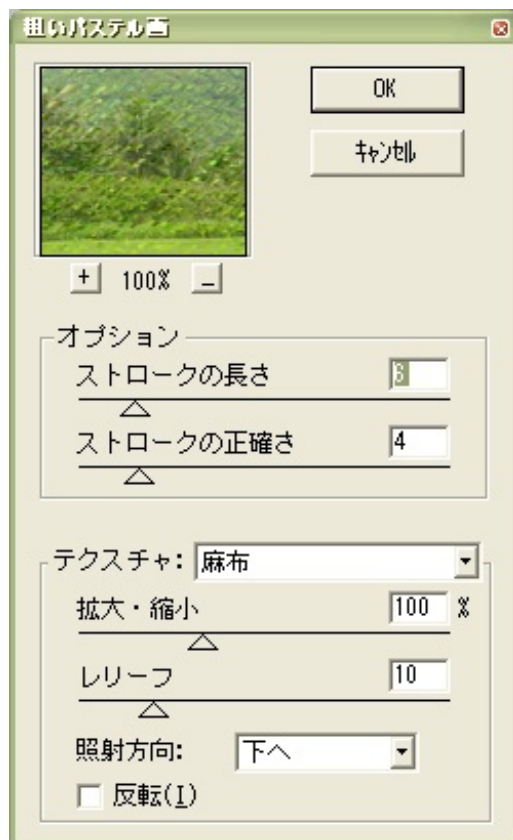 粗いパステル画
OK
キャンセル
+ 100% −
オプション
ストロークの長さ 6
ストロークの正確さ 4
テクスチャ: 麻布
拡大・縮小 100 %
レリーフ 10
照射方向: 下へ
反転(I)